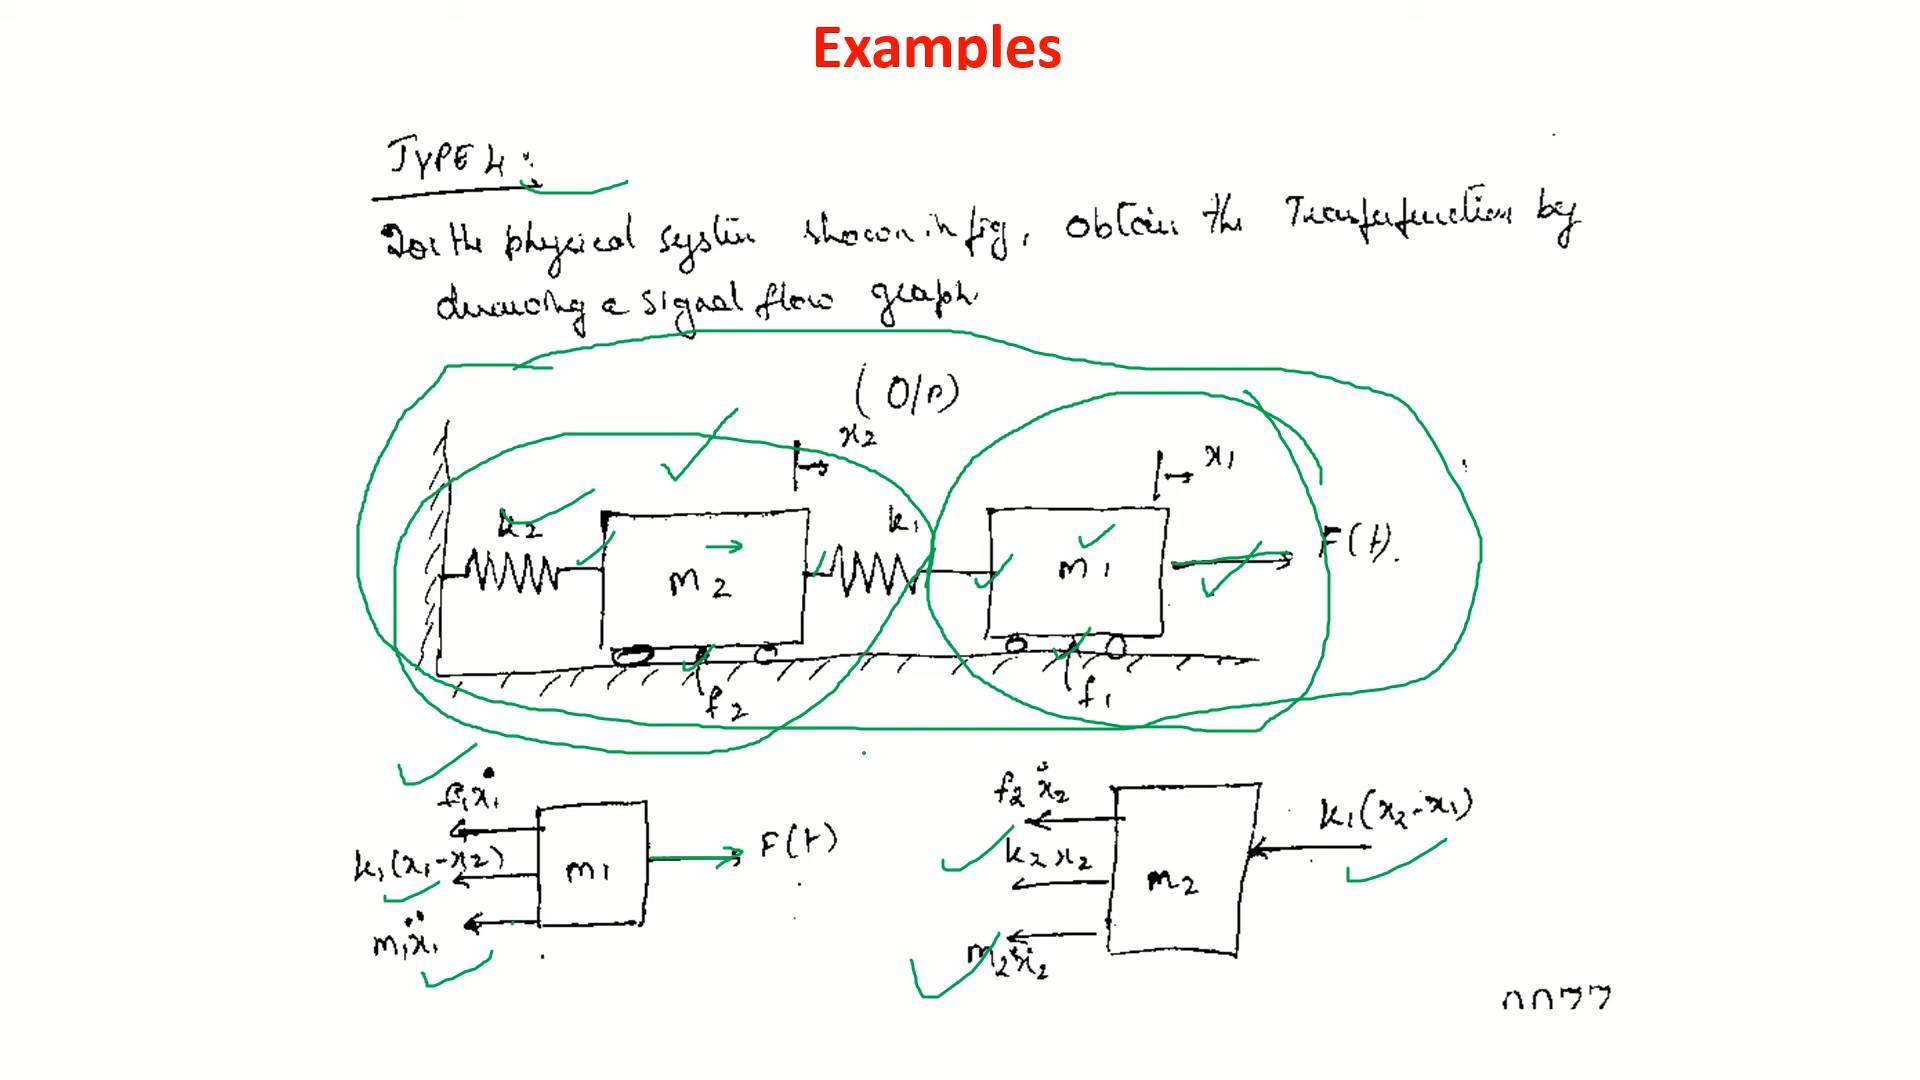 Examples
TYPE 4:
For the physical system shown in fig, obtain the Transferfunction by
drawing a signal flow graph.
(O/P)
x2
x1
k2
k1
F(t).
m2
m1
f2
f1
f1ẋ1
k1(x1-x2)
m1ẍ1
m1
F(t)
f2ẋ2
k2x2
m2ẍ2
m2
k1(x2-x1)